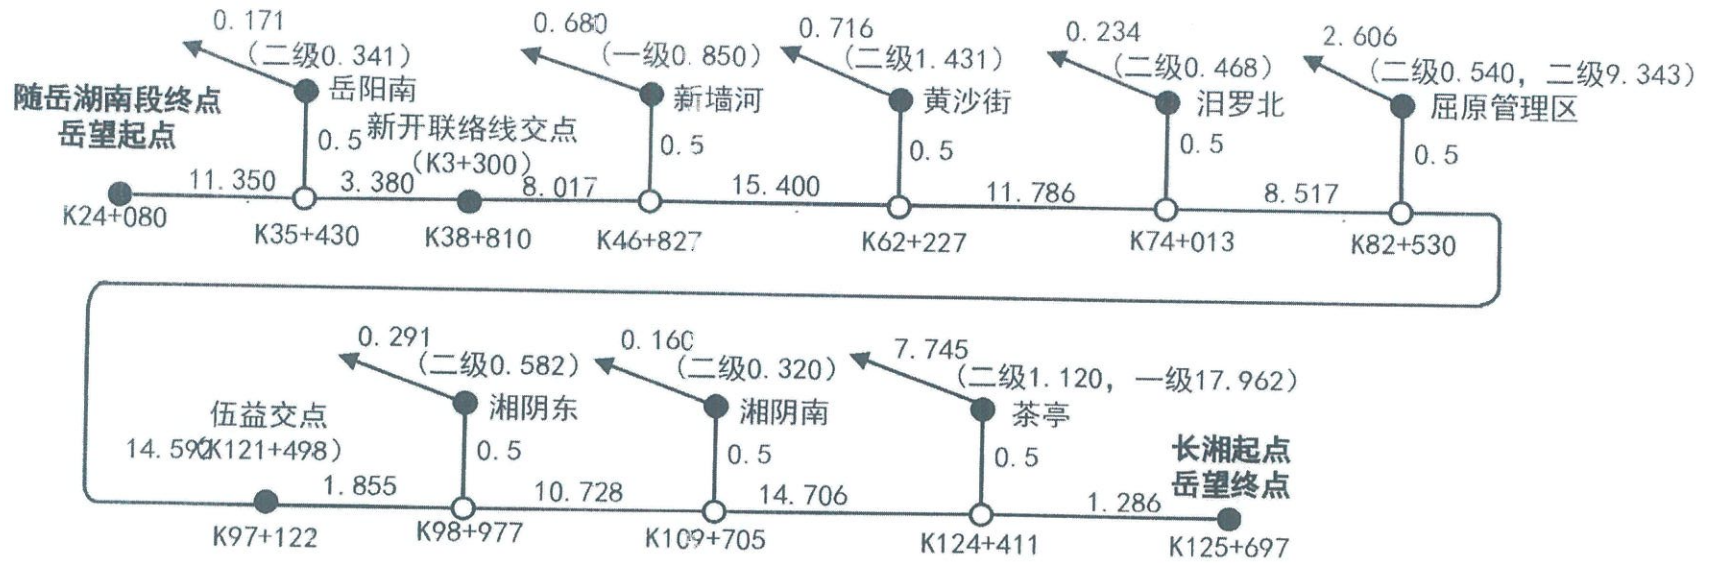 0.171
(二级0.341)
岳阳南
0.5
0.680
(一级0.850)
新墙河
0.5
0.716
(二级1.431)
黄沙街
0.5
0.234
(二级0.468)
汨罗北
0.5
2.606
(二级0.540, 二级9.343)
屈原管理区
0.5
随岳湖南段终点
岳望起点
新开联络线交点
(K3+300)
11.350
3.380
8.017
15.400
11.786
8.517
K24+080
K35+430
K38+810
K46+827
K62+227
K74+013
K82+530
0.291
(二级0.582)
湘阴东
0.5
0.160
(二级0.320)
湘阴南
0.5
7.745
(二级1.120, 一级17.962)
茶亭
0.5
伍益交点
(K121+498)
14.592
长湘起点
岳望终点
1.855
10.728
14.706
1.286
K97+122
K98+977
K109+705
K124+411
K125+697